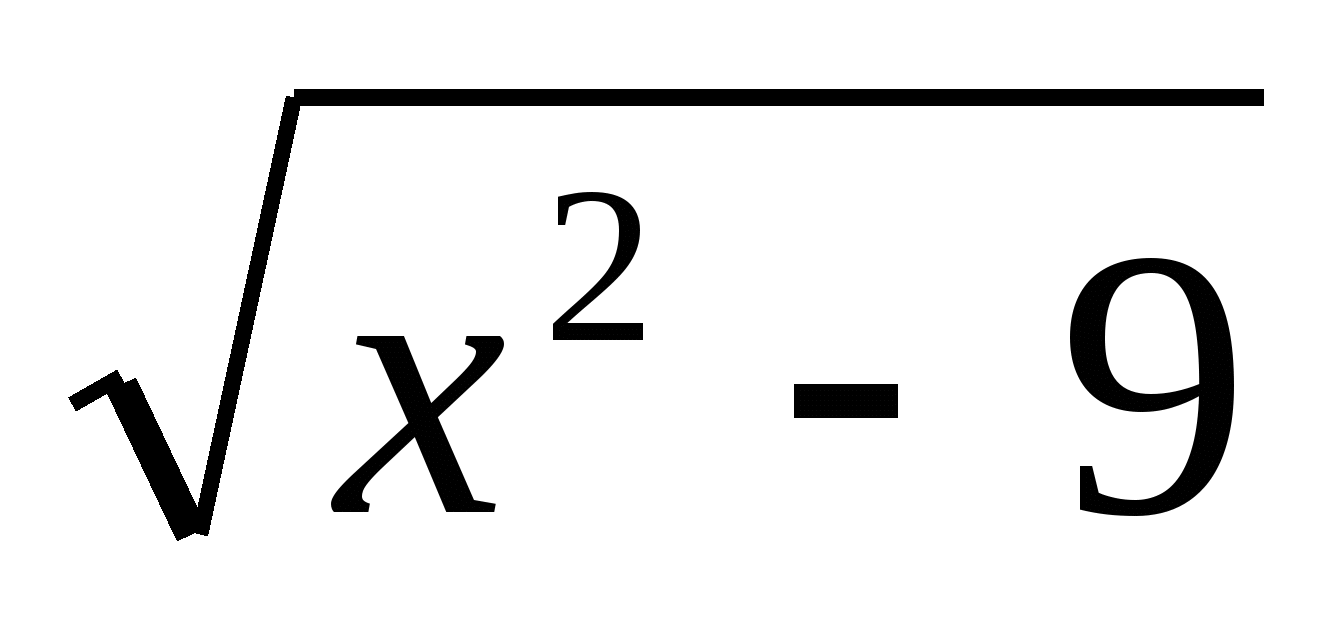 √(x² - 9)